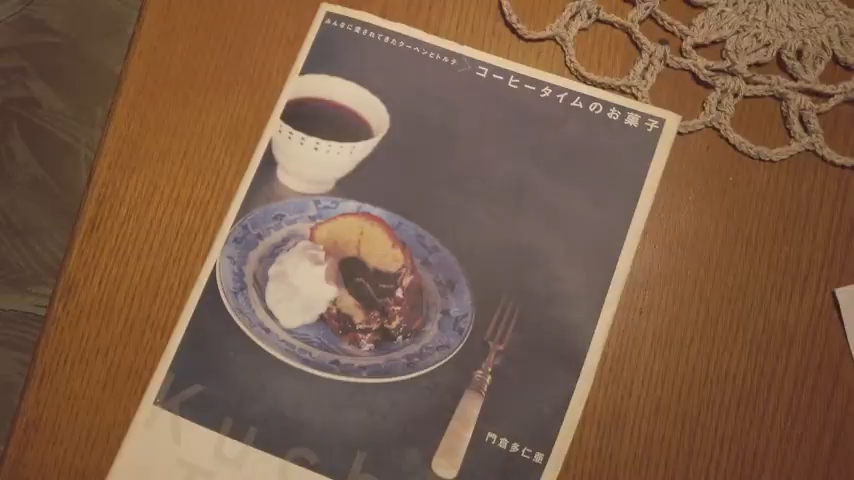 みんなに愛されてきたクーヘンとトルテ
コーヒータイムのお菓子
門倉多仁亜
Kuch